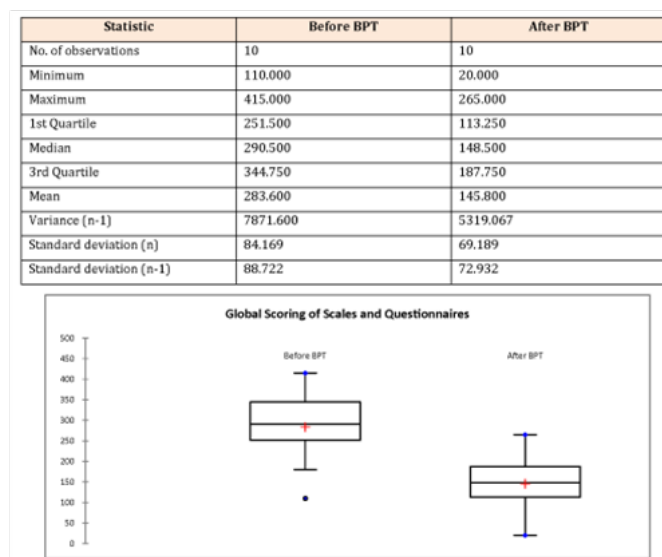 Statistic Before BPT After BPT
No. of observations 10 10
Minimum 110.000 20.000
Maximum 415.000 265.000
1st Quartile 251.500 113.250
Median 290.500 148.500
3rd Quartile 344.750 187.750
Mean 283.600 145.800
Variance (n-1) 7871.600 5319.067
Standard deviation (n) 84.169 69.189
Standard deviation (n-1) 88.722 72.932
Global Scoring of Scales and Questionnaires
Before BPT After BPT
500
450
400
350
300
250
200
150
100
50
0